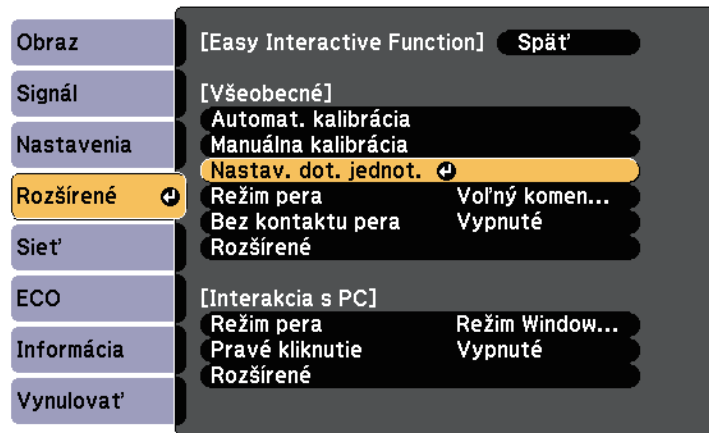 Obraz
Signál
Nastavenia
Rozšírené
Sieť
ECO
Informácia
Vynulovať
[Easy Interactive Function] Späť
[Všeobecné]
Automat. kalibrácia
Manuálna kalibrácia
Nastav. dot. jednot.
Režim pera Voľný komen...
Bez kontaktu pera Vypnuté
Rozšírené
[Interakcia s PC]
Režim pera Režim Window...
Pravé kliknutie Vypnuté
Rozšírené